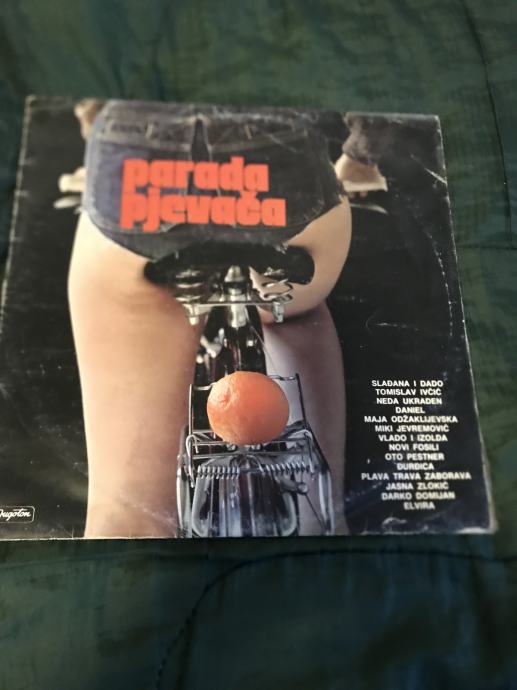 parada
pjevača
SLAĐANA I DADO
TOMISLAV IVČIĆ
NEDA UKRADEN
DANIEL
MAJA ODŽAKLIJEVSKA
MIKI JEVREMOVIĆ
VLADO I IZOLDA
NOVI FOSILI
OTO PESTNER
ĐURĐICA
PLAVA TRAVA ZABORAVA
JASNA ZLOKIĆ
DARKO DOMIJAN
ELVIRA
Jugoton